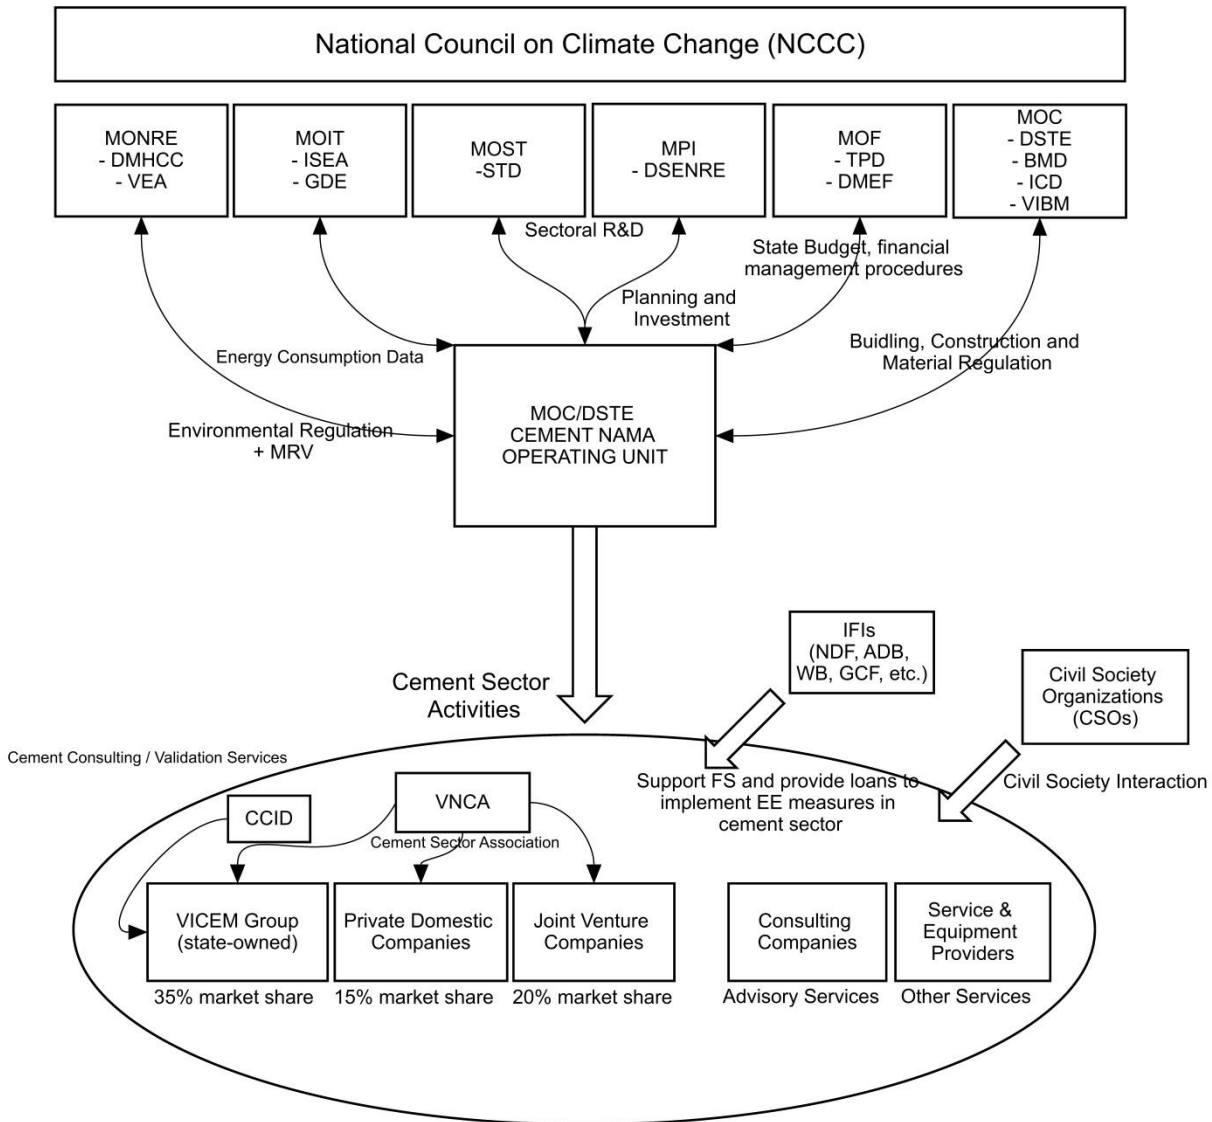 National Council on Climate Change (NCCC)
MONRE
- DMHCC
- VEA
MOIT
- ISEA
- GDE
MOST
-STD
MPI
- DSENRE
MOF
- TPD
- DMEF
MOC
- DSTE
- BMD
- ICD
- VIBM
Sectoral R&D
State Budget, financial
management procedures
Planning and
Investment
Energy Consumption Data
Buidling, Construction and
Material Regulation
Environmental Regulation
+ MRV
MOC/DSTE
CEMENT NAMA
OPERATING UNIT
IFIs
(NDF, ADB,
WB, GCF, etc.)
Civil Society
Organizations
(CSOs)
Cement Sector
Activities
Cement Consulting / Validation Services
Support FS and provide loans to
implement EE measures in
cement sector
Civil Society Interaction
CCID
VNCA
Cement Sector Association
VICEM Group
(state-owned)
Private Domestic
Companies
Joint Venture
Companies
Consulting
Companies
Service &
Equipment
Providers
35% market share
15% market share
20% market share
Advisory Services
Other Services